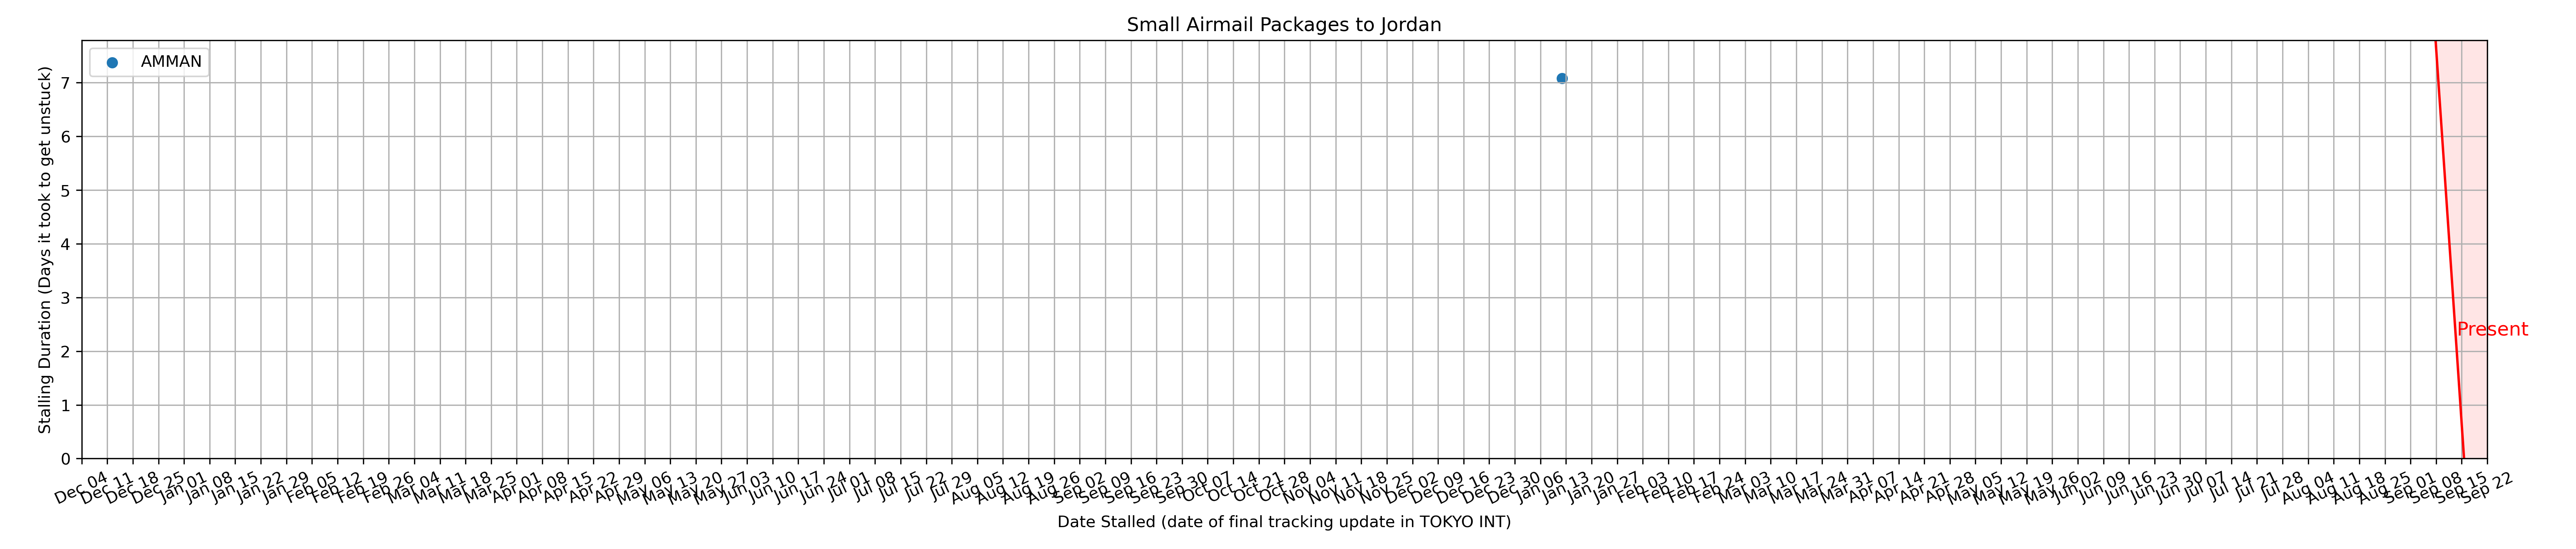 Small Airmail Packages to Jordan
AMMAN
Stalling Duration (Days it took to get unstuck)
7
6
5
4
3
2
1
0
Present
Dec 04 Dec 11 Dec 18 Dec 25 Jan 01 Jan 08 Jan 15 Jan 22 Jan 29 Feb 05 Feb 12 Feb 19 Feb 26 Mar 04 Mar 11 Mar 18 Mar 25 Apr 01 Apr 08 Apr 15 Apr 22 Apr 29 May 06 May 13 May 20 May 27 Jun 03 Jun 10 Jun 17 Jun 24 Jul 01 Jul 08 Jul 15 Jul 22 Jul 29 Aug 05 Aug 12 Aug 19 Aug 26 Sep 02 Sep 09 Sep 16 Sep 23 Sep 30 Oct 07 Oct 14 Oct 21 Oct 28 Nov 04 Nov 11 Nov 18 Nov 25 Dec 02 Dec 09 Dec 16 Dec 23 Dec 30 Jan 06 Jan 13 Jan 20 Jan 27 Feb 03 Feb 10 Feb 17 Feb 24 Mar 03 Mar 10 Mar 17 Mar 24 Mar 31 Apr 07 Apr 14 Apr 21 Apr 28 May 05 May 12 May 19 May 26 Jun 02 Jun 09 Jun 16 Jun 23 Jun 30 Jul 07 Jul 14 Jul 21 Jul 28 Aug 04 Aug 11 Aug 18 Aug 25 Sep 01 Sep 08 Sep 15 Sep 22
Date Stalled (date of final tracking update in TOKYO INT)